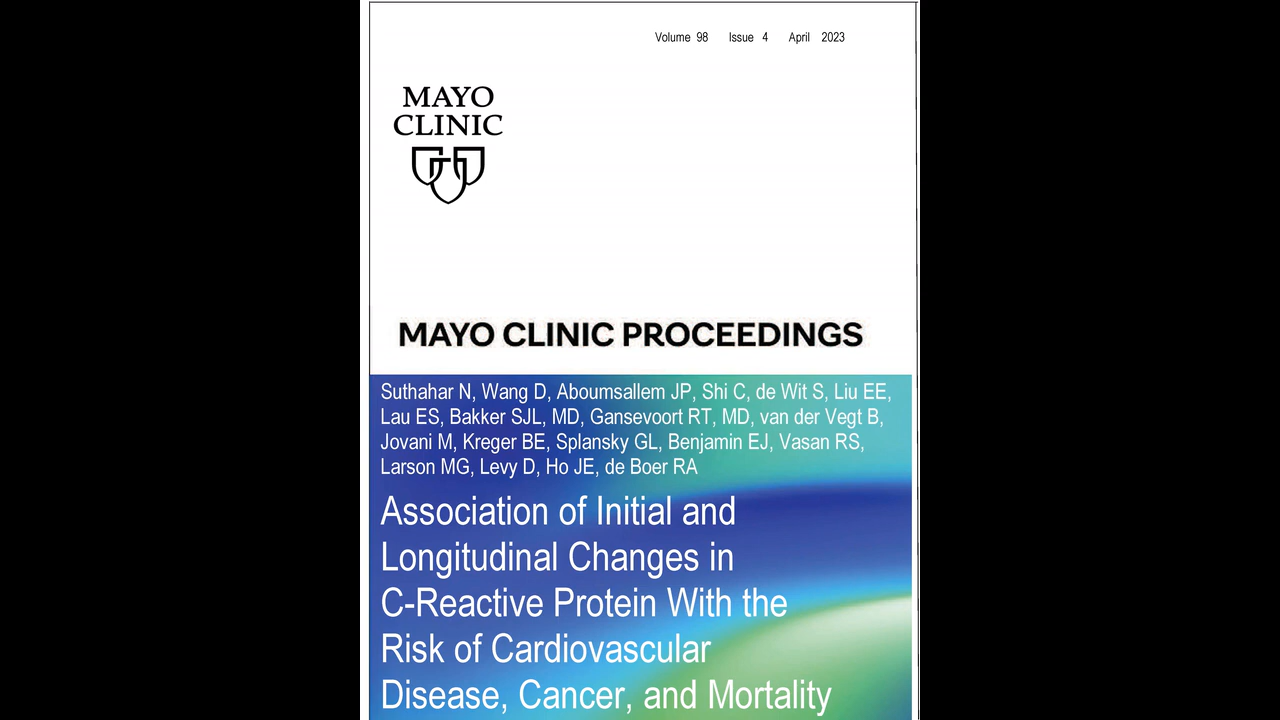 Volume 98 Issue 4 April 2023
MAYO
CLINIC
MAYO CLINIC PROCEEDINGS
Suthahar N, Wang D, Aboumsallem JP, Shi C, de Wit S, Liu EE,
Lau ES, Bakker SJL, MD, Gansevoort RT, MD, van der Vegt B,
Jovani M, Kreger BE, Splansky GL, Benjamin EJ, Vasan RS,
Larson MG, Levy D, Ho JE, de Boer RA
Association of Initial and
Longitudinal Changes in
C-Reactive Protein With the
Risk of Cardiovascular
Disease, Cancer, and Mortality